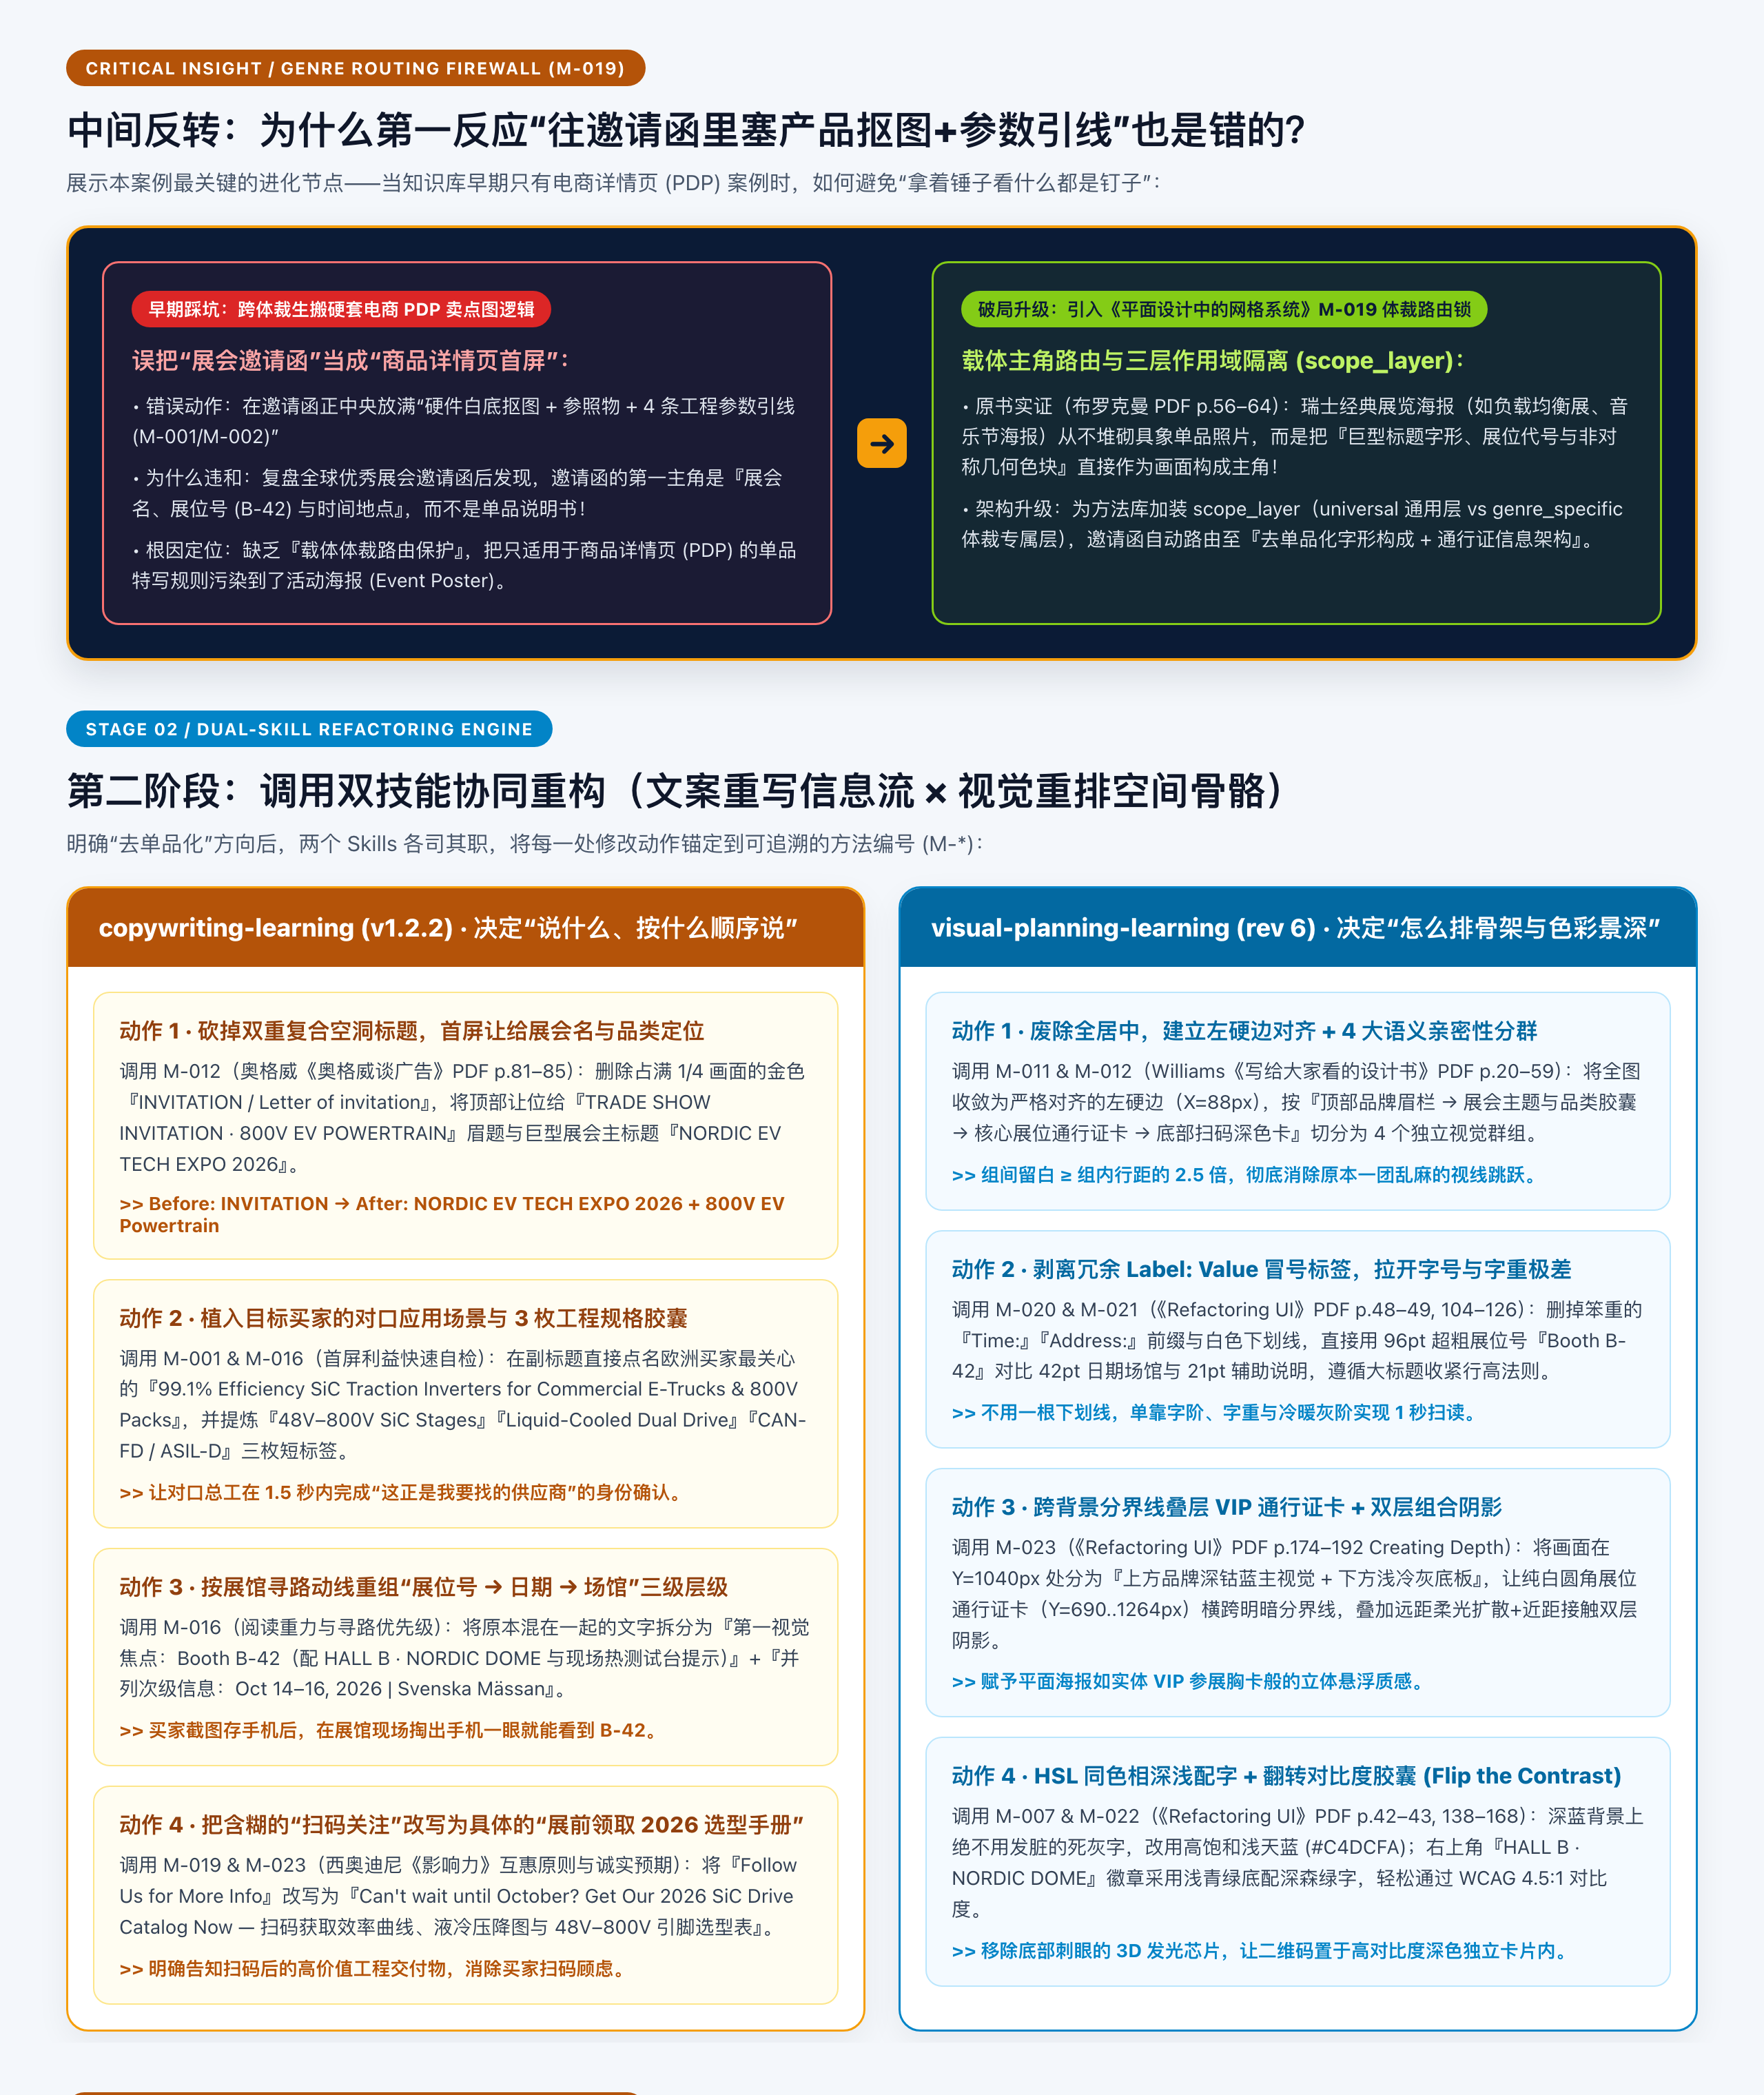 CRITICAL INSIGHT / GENRE ROUTING FIREWALL (M-019)
中间反转：为什么第一反应“往邀请函里塞产品抠图+参数引线”也是错的？
展示本案例最关键的进化节点——当知识库早期只有电商详情页 (PDP) 案例时，如何避免“拿着锤子看什么都是钉子”：
早期踩坑：跨体裁生搬硬套电商 PDP 卖点图逻辑
误把“展会邀请函”当成“商品详情页首屏”：
• 错误动作：在邀请函正中央放满“硬件白底抠图 + 参照物 + 4 条工程参数引线
(M-001/M-002)”
• 为什么违和：复盘全球优秀展会邀请函后发现，邀请函的第一主角是『展会
名、展位号 (B-42) 与时间地点』，而不是单品说明书！
• 根因定位：缺乏『载体体裁路由保护』，把只适用于商品详情页 (PDP) 的单品
特写规则污染到了活动海报 (Event Poster)。
破局升级：引入《平面设计中的网格系统》M-019 体裁路由锁
载体主角路由与三层作用域隔离 (scope_layer)：
• 原书实证（布罗克曼 PDF p.56–64）：瑞士经典展览海报（如负载均衡展、音
乐节海报）从不堆砌具象单品照片，而是把『巨型标题字形、展位代号与非对
称几何色块』直接作为画面构成主角！
• 架构升级：为方法库加装 scope_layer（universal 通用层 vs genre_specific
体裁专属层），邀请函自动路由至『去单品化字形构成 + 通行证信息架构』。
STAGE 02 / DUAL-SKILL REFACTORING ENGINE
第二阶段：调用双技能协同重构（文案重写信息流 × 视觉重排空间骨骼）
明确“去单品化”方向后，两个 Skills 各司其职，将每一处修改动作锚定到可追溯的方法编号 (M-*)：
copywriting-learning (v1.2.2) · 决定“说什么、按什么顺序说”
动作 1 · 砍掉双重复合空洞标题，首屏让给展会名与品类定位
调用 M-012（奥格威《奥格威谈广告》PDF p.81–85）：删除占满 1/4 画面的金色
『INVITATION / Letter of invitation』，将顶部让位给『TRADE SHOW
INVITATION · 800V EV POWERTRAIN』眉题与巨型展会主标题『NORDIC EV
TECH EXPO 2026』。
>> Before: INVITATION → After: NORDIC EV TECH EXPO 2026 + 800V EV
Powertrain
动作 2 · 植入目标买家的对口应用场景与 3 枚工程规格胶囊
调用 M-001 & M-016（首屏利益快速自检）：在副标题直接点名欧洲买家最关心
的『99.1% Efficiency SiC Traction Inverters for Commercial E-Trucks & 800V
Packs』，并提炼『48V–800V SiC Stages』『Liquid-Cooled Dual Drive』『CAN-
FD / ASIL-D』三枚短标签。
>> 让对口总工在 1.5 秒内完成“这正是我要找的供应商”的身份确认。
动作 3 · 按展馆寻路动线重组“展位号 → 日期 → 场馆”三级层级
调用 M-016（阅读重力与寻路优先级）：将原本混在一起的文字拆分为『第一视觉
焦点：Booth B-42（配 HALL B · NORDIC DOME 与现场热测试台提示）』+『并
列次级信息：Oct 14–16, 2026 | Svenska Mässan』。
>> 买家截图存手机后，在展馆现场掏出手机一眼就能看到 B-42。
动作 4 · 把含糊的“扫码关注”改写为具体的“展前领取 2026 选型手册”
调用 M-019 & M-023（西奥迪尼《影响力》互惠原则与诚实预期）：将『Follow
Us for More Info』改写为『Can't wait until October? Get Our 2026 SiC Drive
Catalog Now — 扫码获取效率曲线、液冷压降图与 48V–800V 引脚选型表』。
>> 明确告知扫码后的高价值工程交付物，消除买家扫码顾虑。
visual-planning-learning (rev 6) · 决定“怎么排骨架与色彩景深”
动作 1 · 废除全居中，建立左硬边对齐 + 4 大语义亲密性分群
调用 M-011 & M-012（Williams《写给大家看的设计书》PDF p.20–59）：将全图
收敛为严格对齐的左硬边（X=88px），按『顶部品牌眉栏 → 展会主题与品类胶囊
→ 核心展位通行证卡 → 底部扫码深色卡』切分为 4 个独立视觉群组。
>> 组间留白 ≥ 组内行距的 2.5 倍，彻底消除原本一团乱麻的视线跳跃。
动作 2 · 剥离冗余 Label: Value 冒号标签，拉开字号与字重极差
调用 M-020 & M-021（《Refactoring UI》PDF p.48–49, 104–126）：删掉笨重的
『Time:』『Address:』前缀与白色下划线，直接用 96pt 超粗展位号『Booth B-
42』对比 42pt 日期场馆与 21pt 辅助说明，遵循大标题收紧行高法则。
>> 不用一根下划线，单靠字阶、字重与冷暖灰阶实现 1 秒扫读。
动作 3 · 跨背景分界线叠层 VIP 通行证卡 + 双层组合阴影
调用 M-023（《Refactoring UI》PDF p.174–192 Creating Depth）：将画面在
Y=1040px 处分为『上方品牌深钴蓝主视觉 + 下方浅冷灰底板』，让纯白圆角展位
通行证卡（Y=690..1264px）横跨明暗分界线，叠加远距柔光扩散+近距接触双层
阴影。
>> 赋予平面海报如实体 VIP 参展胸卡般的立体悬浮质感。
动作 4 · HSL 同色相深浅配字 + 翻转对比度胶囊 (Flip the Contrast)
调用 M-007 & M-022（《Refactoring UI》PDF p.42–43, 138–168）：深蓝背景上
绝不用发脏的死灰字，改用高饱和浅天蓝 (#C4DCFA)；右上角『HALL B ·
NORDIC DOME』徽章采用浅青绿底配深森绿字，轻松通过 WCAG 4.5:1 对比
度。
>> 移除底部刺眼的 3D 发光芯片，让二维码置于高对比度深色独立卡片内。